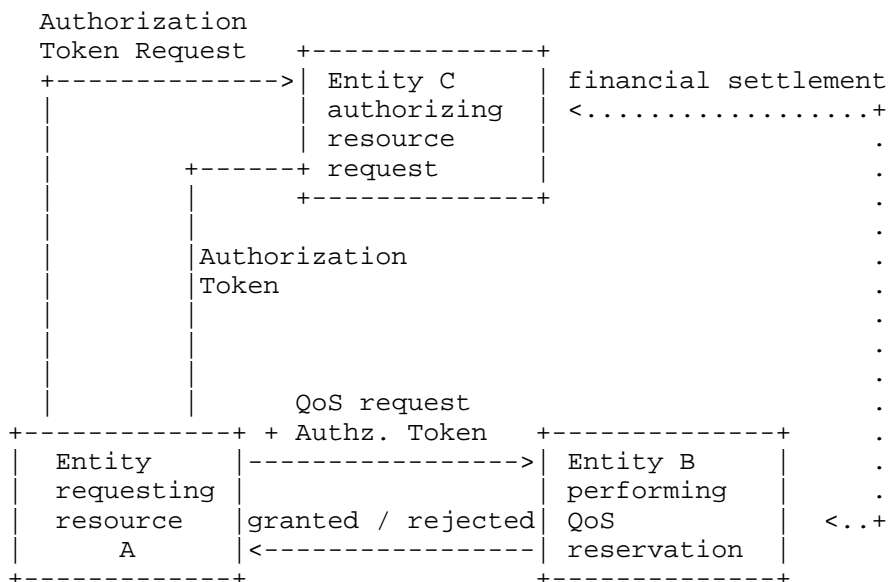 Authorization
Token Request
Entity C
authorizing
resource
request
financial settlement
Authorization
Token
QoS request
+ Authz. Token
Entity
requesting
resource
A
granted / rejected
Entity B
performing
QoS
reservation